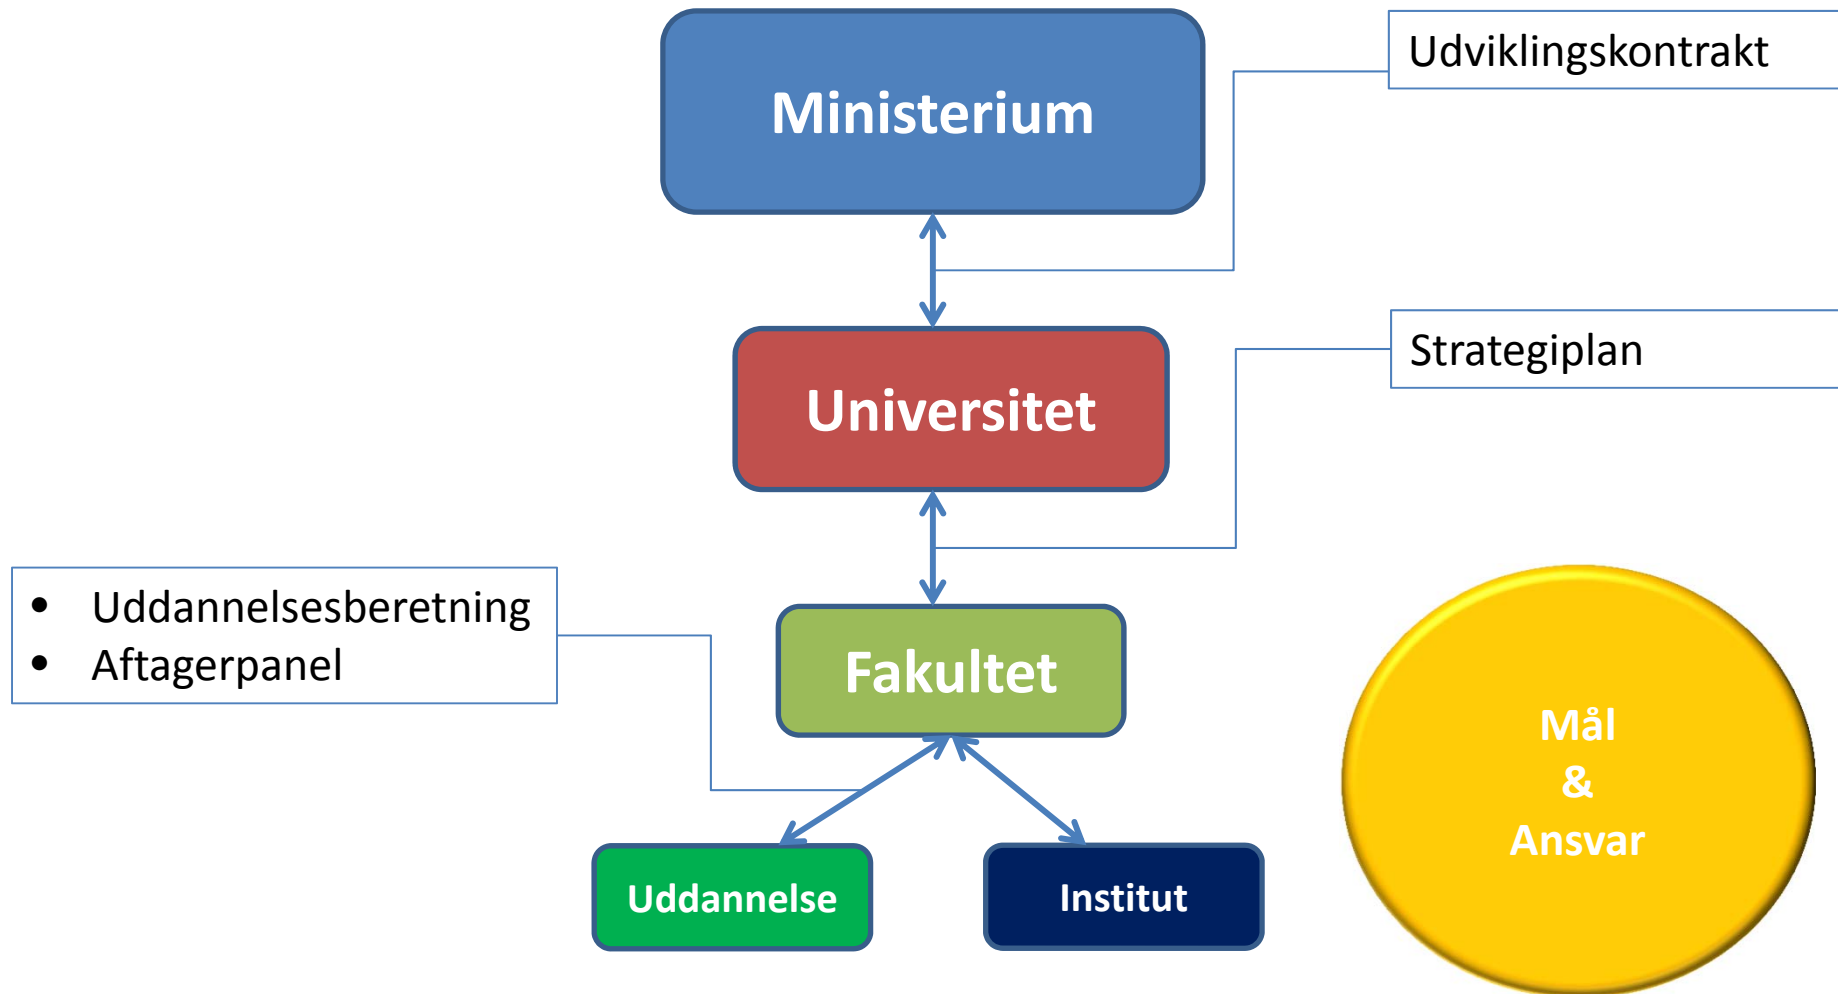 Udviklingskontrakt
Ministerium
Strategiplan
Universitet
• Uddannelsesberetning
• Aftagerpanel
Fakultet
Mål
&
Ansvar
Uddannelse
Institut